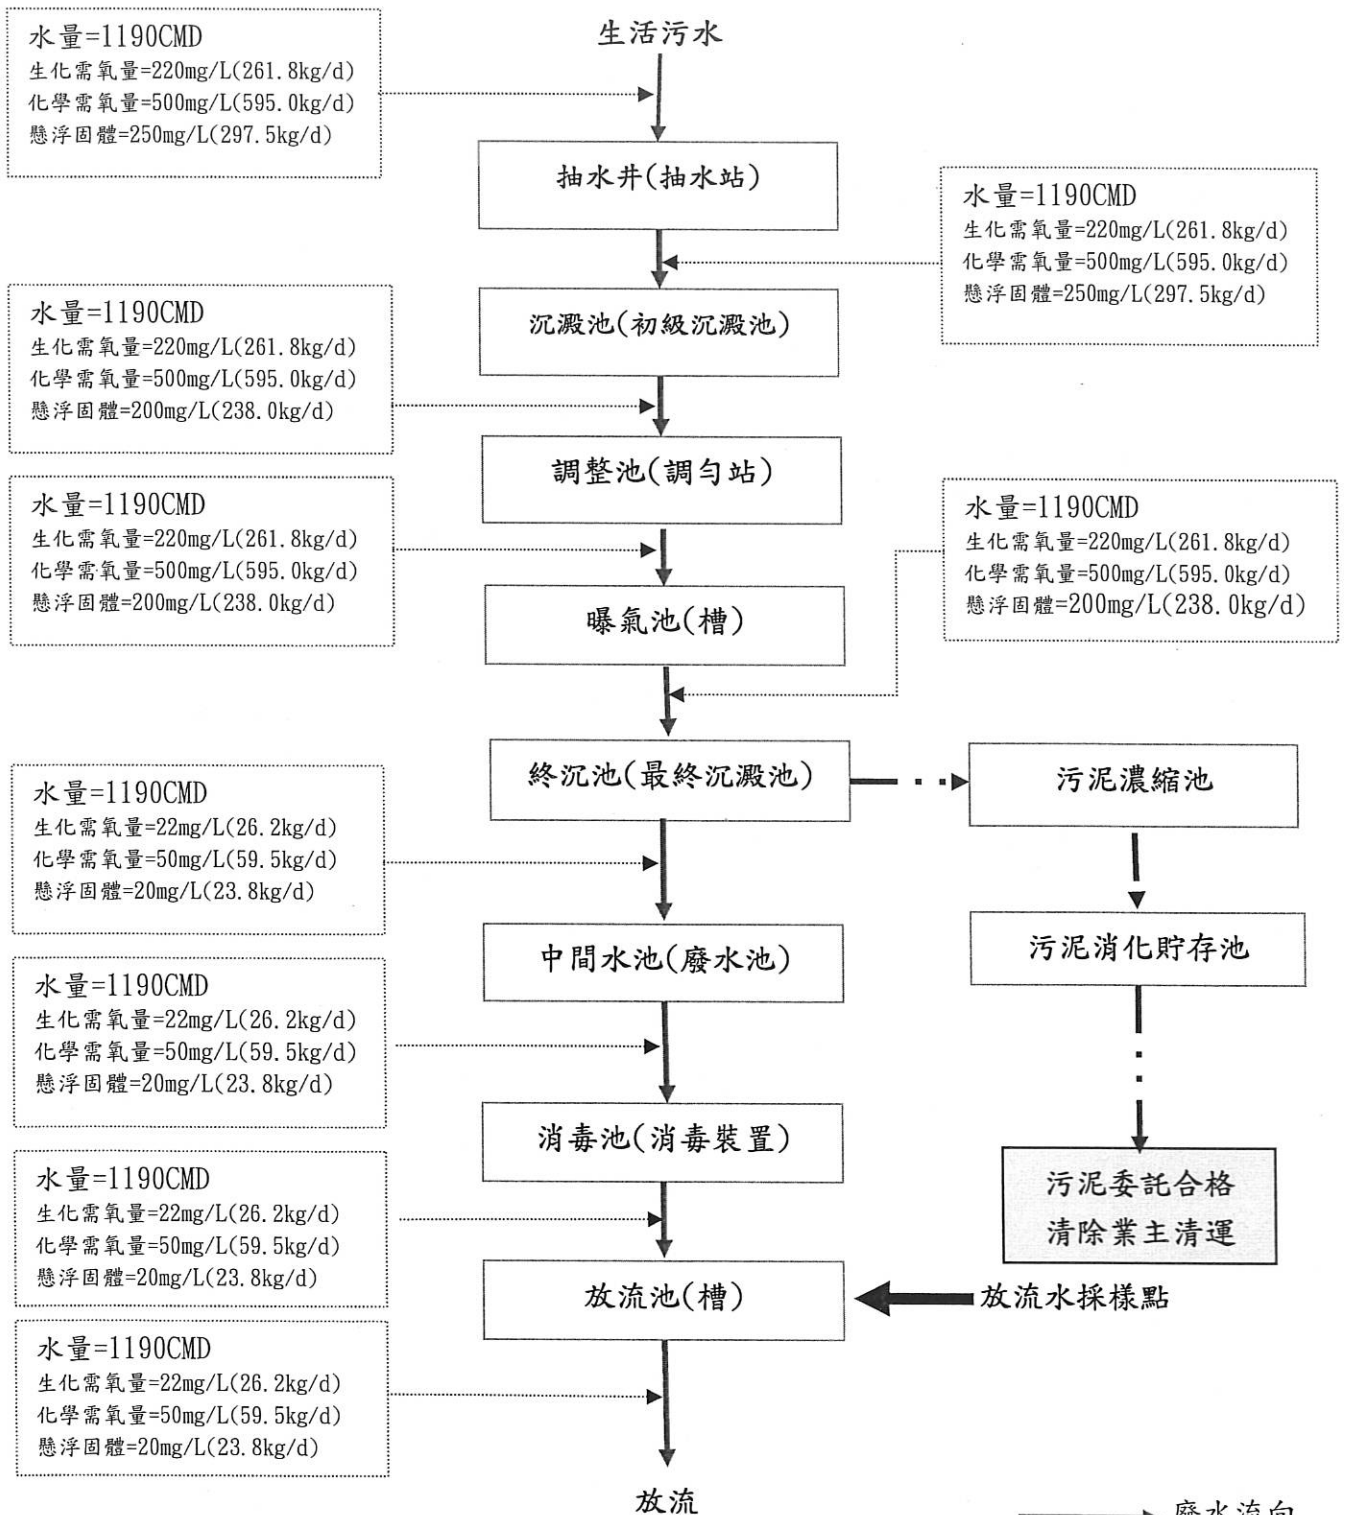 生活污水
水量=1190CMD
生化需氧量=220mg/L(261.8kg/d)
化學需氧量=500mg/L(595.0kg/d)
懸浮固體=250mg/L(297.5kg/d)
抽水井(抽水站)
水量=1190CMD
生化需氧量=220mg/L(261.8kg/d)
化學需氧量=500mg/L(595.0kg/d)
懸浮固體=250mg/L(297.5kg/d)
沉澱池(初級沉澱池)
水量=1190CMD
生化需氧量=220mg/L(261.8kg/d)
化學需氧量=500mg/L(595.0kg/d)
懸浮固體=200mg/L(238.0kg/d)
調整池(調勻站)
水量=1190CMD
生化需氧量=220mg/L(261.8kg/d)
化學需氧量=500mg/L(595.0kg/d)
懸浮固體=200mg/L(238.0kg/d)
曝氣池(槽)
水量=1190CMD
生化需氧量=220mg/L(261.8kg/d)
化學需氧量=500mg/L(595.0kg/d)
懸浮固體=200mg/L(238.0kg/d)
終沉池(最終沉澱池)
污泥濃縮池
水量=1190CMD
生化需氧量=22mg/L(26.2kg/d)
化學需氧量=50mg/L(59.5kg/d)
懸浮固體=20mg/L(23.8kg/d)
中間水池(廢水池)
污泥消化貯存池
水量=1190CMD
生化需氧量=22mg/L(26.2kg/d)
化學需氧量=50mg/L(59.5kg/d)
懸浮固體=20mg/L(23.8kg/d)
消毒池(消毒裝置)
污泥委託合格
清除業主清運
水量=1190CMD
生化需氧量=22mg/L(26.2kg/d)
化學需氧量=50mg/L(59.5kg/d)
懸浮固體=20mg/L(23.8kg/d)
放流池(槽)
放流水採樣點
水量=1190CMD
生化需氧量=22mg/L(26.2kg/d)
化學需氧量=50mg/L(59.5kg/d)
懸浮固體=20mg/L(23.8kg/d)
放流
廢水流向